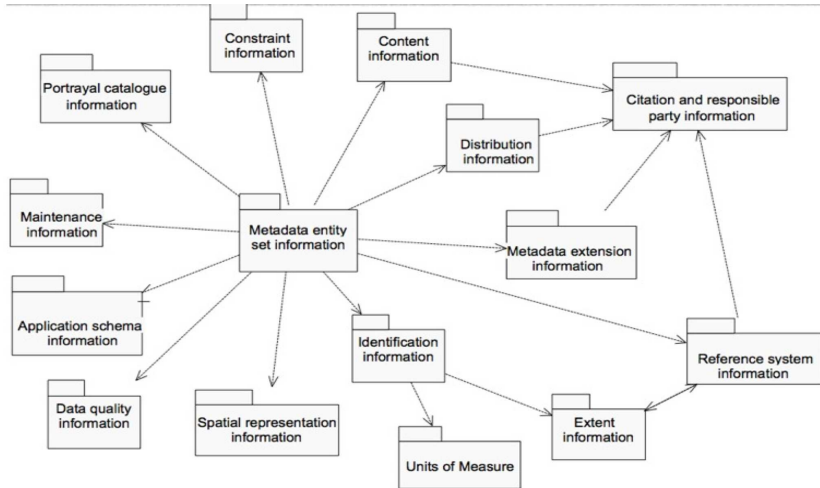 Constraint
information
Content
information
Portrayal catalogue
information
Citation and responsible
party information
Distribution
information
Maintenance
information
Metadata entity
set information
Metadata extension
information
Application schema
information
Identification
information
Reference system
information
Data quality
information
Spatial representation
information
Extent
information
Units of Measure